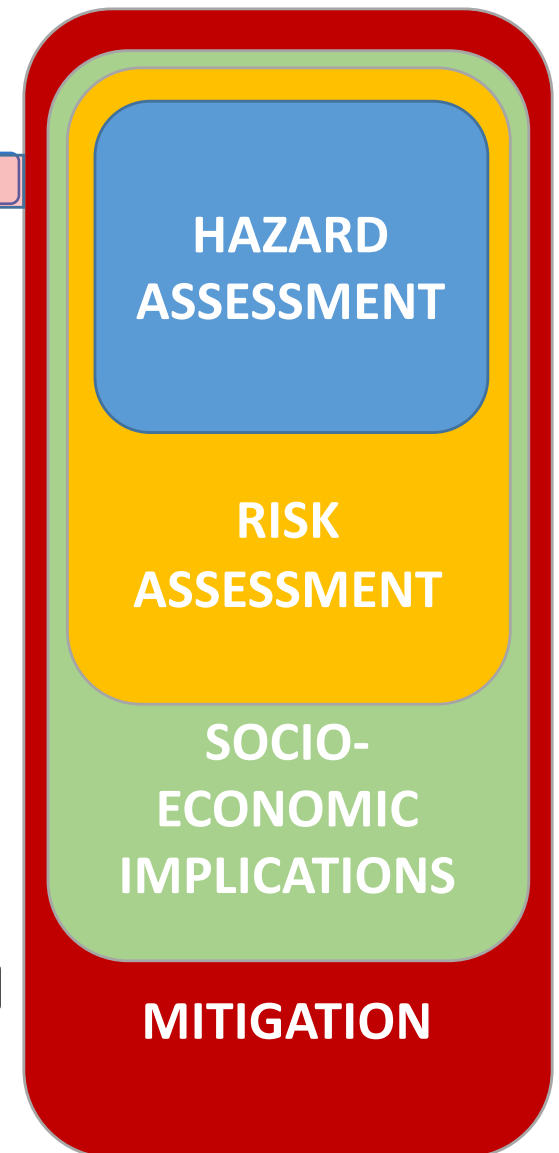 HAZARD
ASSESSMENT
RISK
ASSESSMENT
SOCIO-
ECONOMIC
IMPLICATIONS
MITIGATION